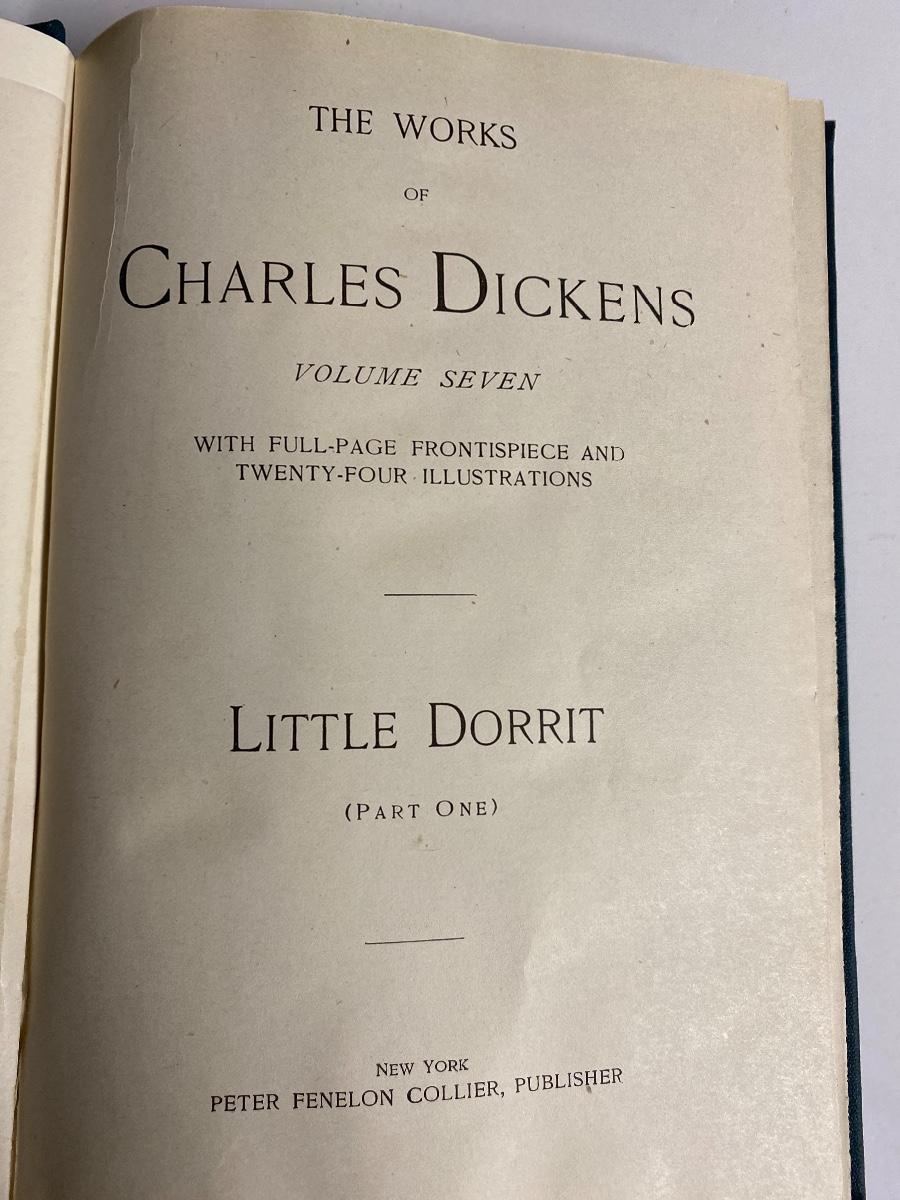 THE WORKS
OF
CHARLES DICKENS
VOLUME SEVEN
WITH FULL-PAGE FRONTISPIECE AND
TWENTY-FOUR ILLUSTRATIONS
LITTLE DORRIT
(PART ONE)
NEW YORK
PETER FENELON COLLIER, PUBLISHER